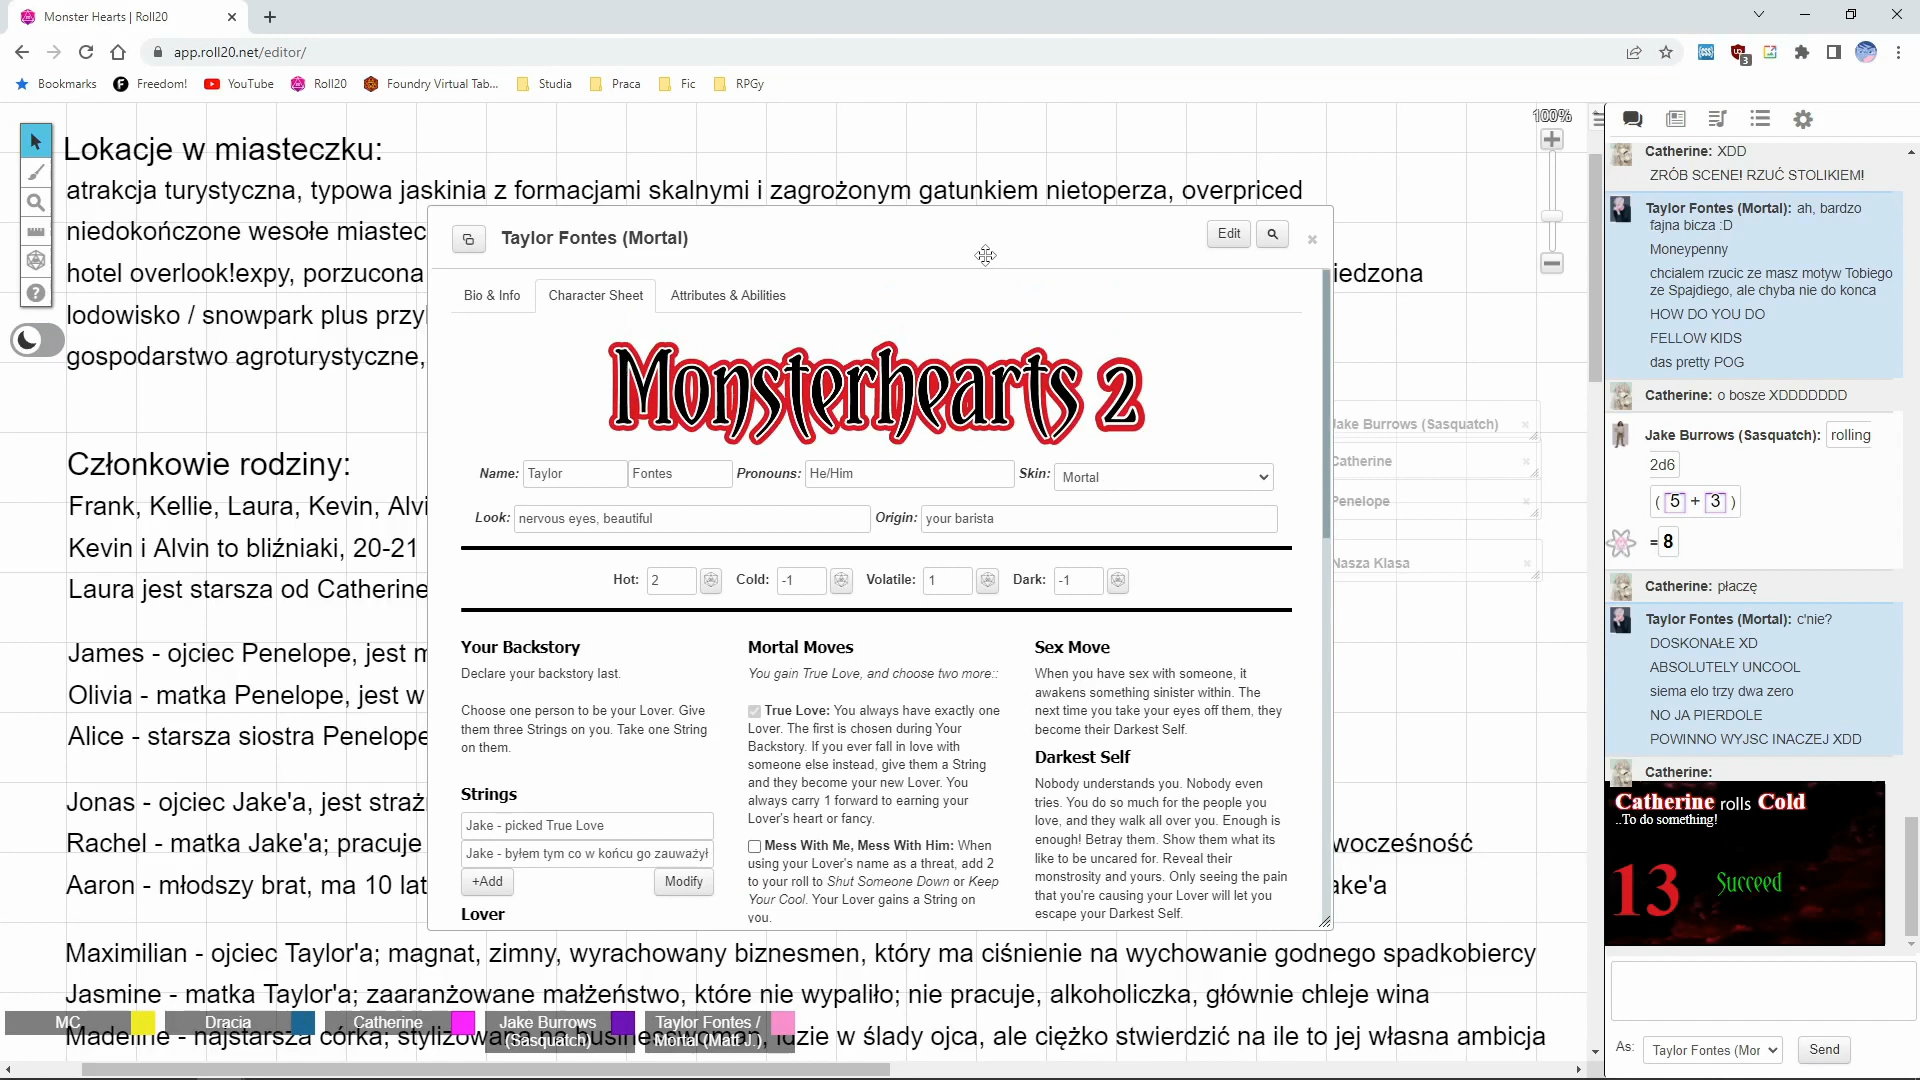 Monster Hearts | Roll20
app.roll20.net/editor/
Bookmarks
Freedom!
YouTube
Roll20
Foundry Virtual Tab...
Studia
Praca
Fic
RPGy
3
100%
Lokacje w miasteczku:
atrakcja turystyczna, typowa jaskinia z formacjami skalnymi i zagrożonym gatunkiem nietoperza, overpriced
niedokończone wesołe miastec
hotel overlook!expy, porzucona
iedzona
lodowisko / snowpark plus przyl
gospodarstwo agroturystyczne,
Członkowie rodziny:
Frank, Kellie, Laura, Kevin, Alvi
Kevin i Alvin to bliźniaki, 20-21
Laura jest starsza od Catherine
James - ojciec Penelope, jest m
Olivia - matka Penelope, jest w
Alice - starsza siostra Penelope
Jonas - ojciec Jake'a, jest straż
Rachel - matka Jake'a; pracuje
wocześność
Aaron - młodszy brat, ma 10 lat
ake'a
Maximilian - ojciec Taylor'a; magnat, zimny, wyrachowany biznesmen, który ma ciśnienie na wychowanie godnego spadkobiercy
Jasmine - matka Taylor'a; zaaranżowane małżeństwo, które nie wypaliło; nie pracuje, alkoholiczka, głównie chleje wina
Madeline - najstarsza córka; stylizowana na businesswoman, idzie w ślady ojca, ale ciężko stwierdzić na ile to jej własna ambicja
MC
Dracia
Catherine
Jake Burrows
(Sasquatch)
Taylor Fontes /
Mortal (Matt J.)
Taylor Fontes (Mortal)
Edit
Bio & Info
Character Sheet
Attributes & Abilities
Monsterhearts 2
Name: Taylor Fontes Pronouns: He/Him Skin: Mortal
Look: nervous eyes, beautiful Origin: your barista
Hot: 2 Cold: -1 Volatile: 1 Dark: -1
Your Backstory
Declare your backstory last.
Choose one person to be your Lover. Give
them three Strings on you. Take one String
on them.
Strings
Jake - picked True Love
Jake - byłem tym co w końcu go zauważył
+Add
Modify
Lover
Mortal Moves
You gain True Love, and choose two more::
True Love: You always have exactly one
Lover. The first is chosen during Your
Backstory. If you ever fall in love with
someone else instead, give them a String
and they become your new Lover. You
always carry 1 forward to earning your
Lover's heart or fancy.
Mess With Me, Mess With Him: When
using your Lover's name as a threat, add 2
to your roll to Shut Someone Down or Keep
Your Cool. Your Lover gains a String on
you.
Sex Move
When you have sex with someone, it
awakens something sinister within. The
next time you take your eyes off them, they
become their Darkest Self.
Darkest Self
Nobody understands you. Nobody even
tries. You do so much for the people you
love, and they walk all over you. Enough is
enough! Betray them. Show them what its
like to be uncared for. Reveal their
monstrosity and yours. Only seeing the pain
that you're causing your Lover will let you
escape your Darkest Self.
Jake Burrows (Sasquatch)
Catherine
Penelope
Nasza Klasa
Catherine: XDD
ZRÓB SCENE! RZUĆ STOLIKIEM!
Taylor Fontes (Mortal): ah, bardzo
fajna bicza :D
Moneypenny
chcialem rzucic ze masz motyw Tobiego
ze Spajdiego, ale chyba nie do konca
HOW DO YOU DO
FELLOW KIDS
das pretty POG
Catherine: o bosze XDDDDDDD
Jake Burrows (Sasquatch): rolling
2d6
( 5 + 3 )
= 8
Catherine: płaczę
Taylor Fontes (Mortal): c'nie?
DOSKONAŁE XD
ABSOLUTELY UNCOOL
siema elo trzy dwa zero
NO JA PIERDOLE
POWINNO WYJSC INACZEJ XDD
Catherine:
Catherine rolls Cold
..To do something!
13 Succeed
As: Taylor Fontes (Mor
Send